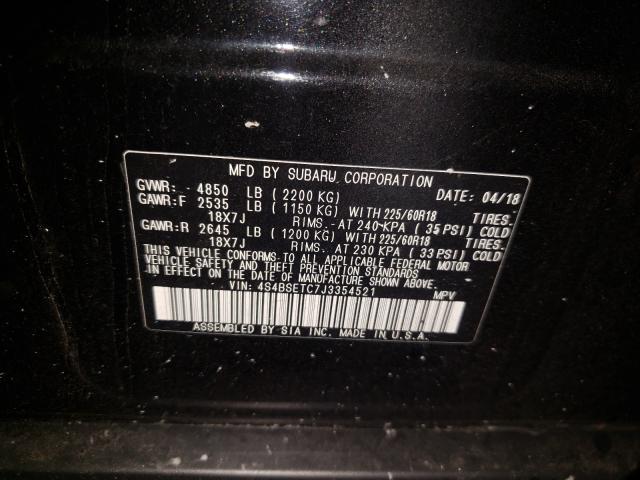 MFD BY SUBARU CORPORATION
GVWR: 4850 LB ( 2200 KG) DATE: 04/18
GAWR:F 2535 LB ( 1150 KG) WITH 225/60R18 TIRES.
18X7J RIMS.-AT 240 KPA ( 35 PSI) COLD
GAWR:R 2645 LB ( 1200 KG) WITH 225/60R18 TIRES.
18X7J RIMS. AT 230 KPA ( 33 PSI) COLD
THIS VEHICLE CONFORMS TO ALL APPLICABLE FEDERAL MOTOR
VEHICLE SAFETY AND BUMPER STANDARDS
IN EFFECT ON THE DATE OF MANUFACTURE SHOWN ABOVE.
VIN: 4S4BSETC7J3354521 MPV
ASSEMBLED BY SIA INC. MADE IN U.S.A.